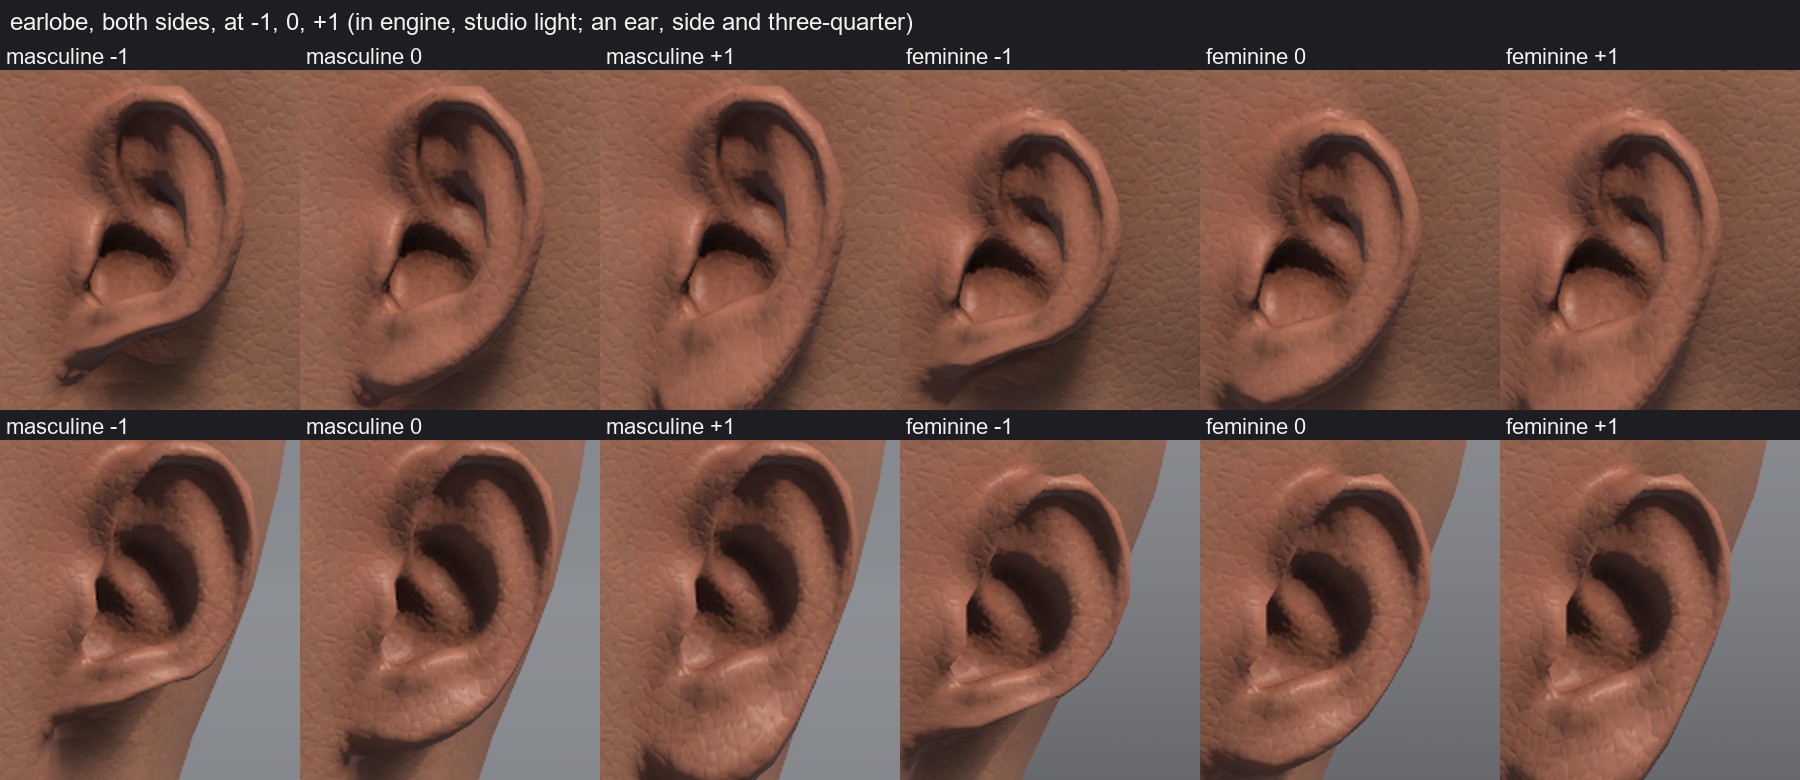 earlobe, both sides, at -1, 0, +1 (in engine, studio light; an ear, side and three-quarter)
masculine -1
masculine 0
masculine +1
feminine -1
feminine 0
feminine +1
masculine -1
masculine 0
masculine +1
feminine -1
feminine 0
feminine +1